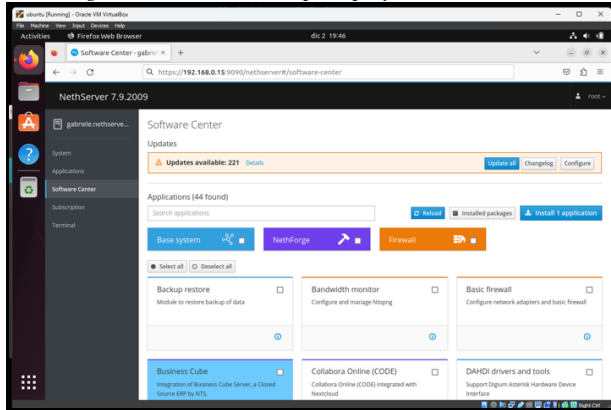 ubuntu [Running] - Oracle VM VirtualBox
File Machine View Input Devices Help
Activities Firefox Web Browser dic 2 19:46
Software Center - gabriel ×
https://192.168.0.15:9090/nethserver#/software-center
NethServer 7.9.2009 root
gabriele.nethserve...
System
Applications
Software Center
Subscription
Terminal
Software Center
Updates
Updates available: 221 Details
Update all Changelog Configure
Applications (44 found)
Search applications
Reload Installed packages Install 1 application
Base system NethForge Firewall
Select all Deselect all
Backup restore
Module to restore backup of data
Bandwidth monitor
Configure and manage Ntopng
Basic firewall
Configure network adapters and basic firewall
Business Cube
Integration of Business Cube Server, a Closed
Source ERP by NTS.
Collabora Online (CODE)
Collabora Online (CODE) integrated with
Nextcloud
DAHDI drivers and tools
Support Digium Asterisk Hardware Device
Interface
Right Ctrl